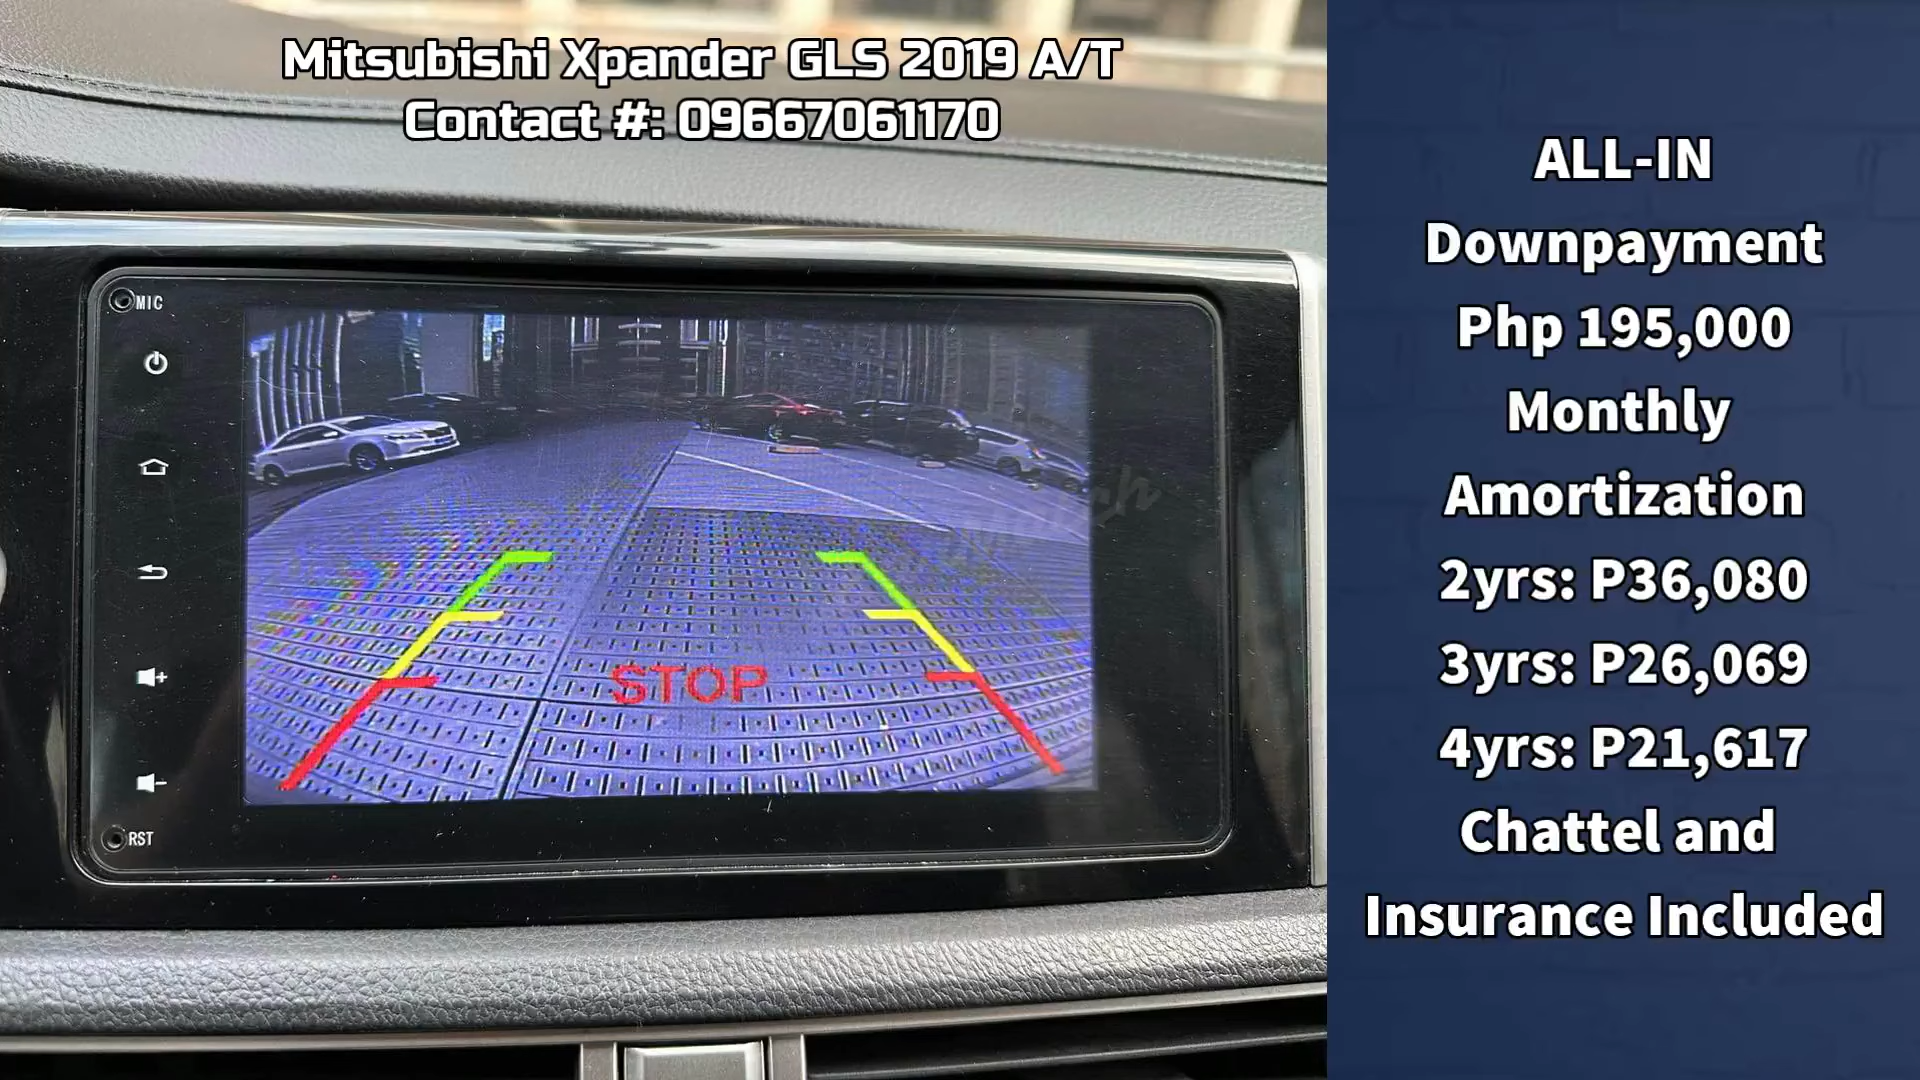 Mitsubishi Xpander GLS 2019 A/T
Contact #: 09667061170
MIC
STOP
RST
ALL-IN
Downpayment
Php 195,000
Monthly
Amortization
2yrs: P36,080
3yrs: P26,069
4yrs: P21,617
Chattel and
Insurance Included